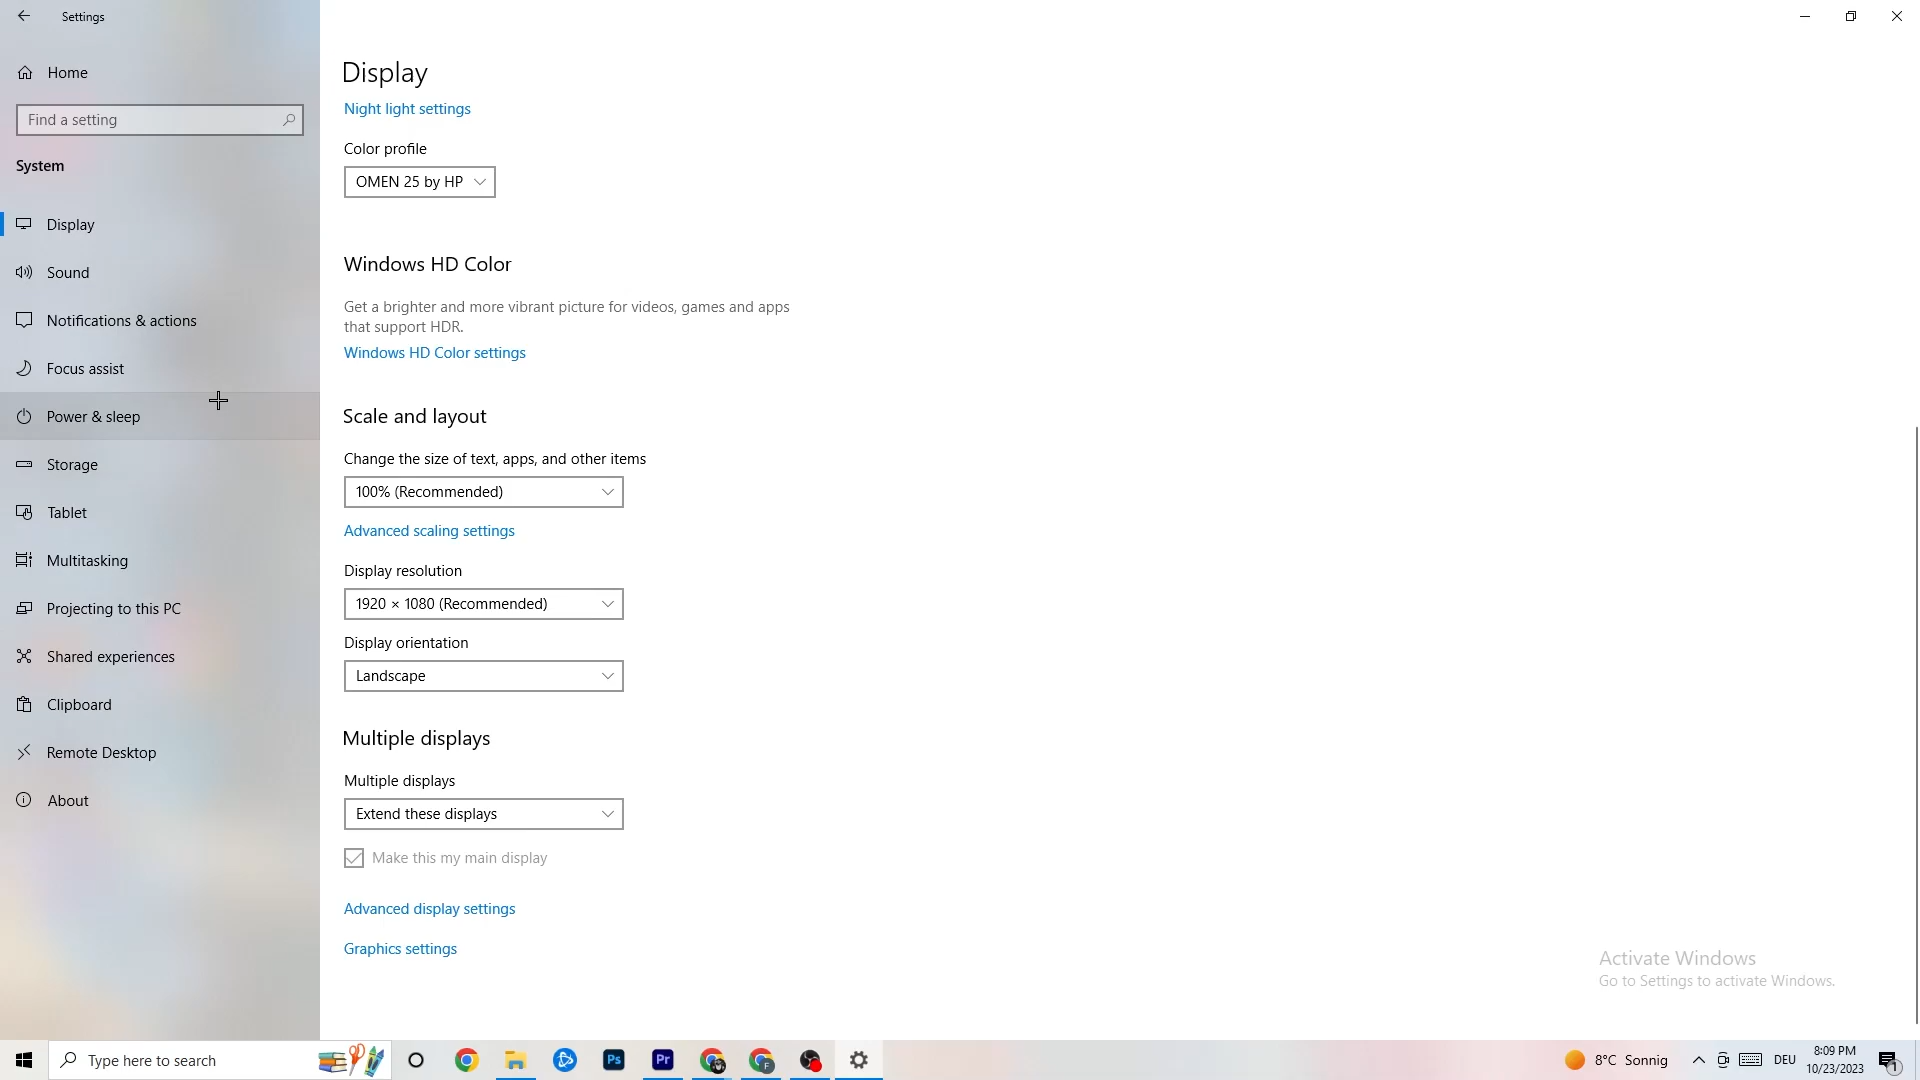 Settings
Home
Find a setting
System
Display
Sound
Notifications & actions
Focus assist
Power & sleep
Storage
Tablet
Multitasking
Projecting to this PC
Shared experiences
Clipboard
Remote Desktop
About
Display
Night light settings
Color profile
OMEN 25 by HP
Windows HD Color
Get a brighter and more vibrant picture for videos, games and apps
that support HDR.
Windows HD Color settings
Scale and layout
Change the size of text, apps, and other items
100% (Recommended)
Advanced scaling settings
Display resolution
1920 × 1080 (Recommended)
Display orientation
Landscape
Multiple displays
Multiple displays
Extend these displays
Make this my main display
Advanced display settings
Graphics settings
Activate Windows
Go to Settings to activate Windows.
Type here to search
Ps
Pr
F
8°C Sonnig
DEU
8:09 PM
10/23/2023
1